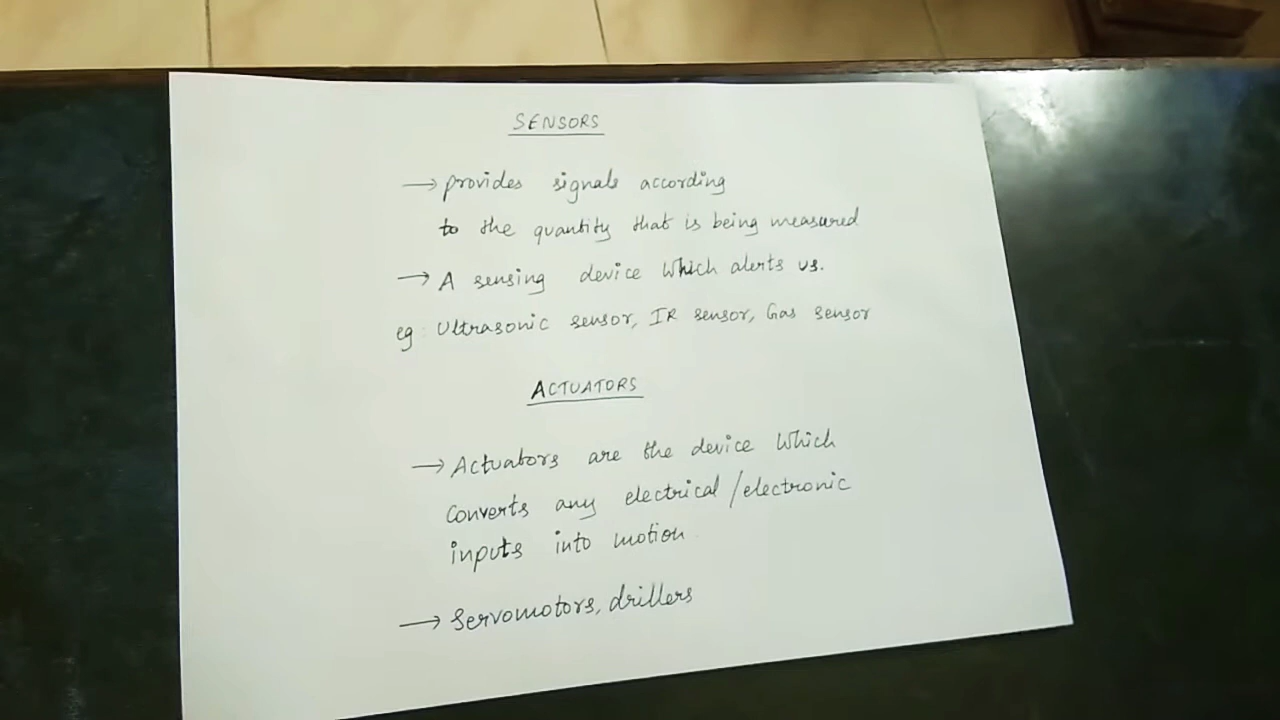 SENSORS
→ provides signals according
to the quantity that is being measured
→ A sensing device which alerts us.
eg: Ultrasonic sensor, IR sensor, Gas sensor
ACTUATORS
→ Actuators are the device which
converts any electrical / electronic
inputs into motion.
→ Servomotors, drillers